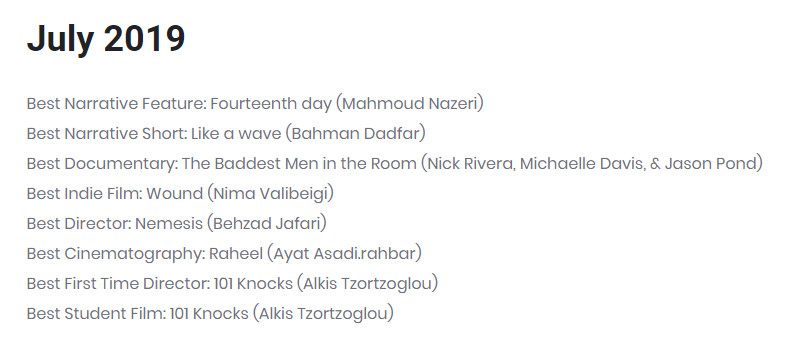 July 2019
Best Narrative Feature: Fourteenth day (Mahmoud Nazeri)
Best Narrative Short: Like a wave (Bahman Dadfar)
Best Documentary: The Baddest Men in the Room (Nick Rivera, Michaelle Davis, & Jason Pond)
Best Indie Film: Wound (Nima Valibeigi)
Best Director: Nemesis (Behzad Jafari)
Best Cinematography: Raheel (Ayat Asadi.rahbar)
Best First Time Director: 101 Knocks (Alkis Tzortzoglou)
Best Student Film: 101 Knocks (Alkis Tzortzoglou)